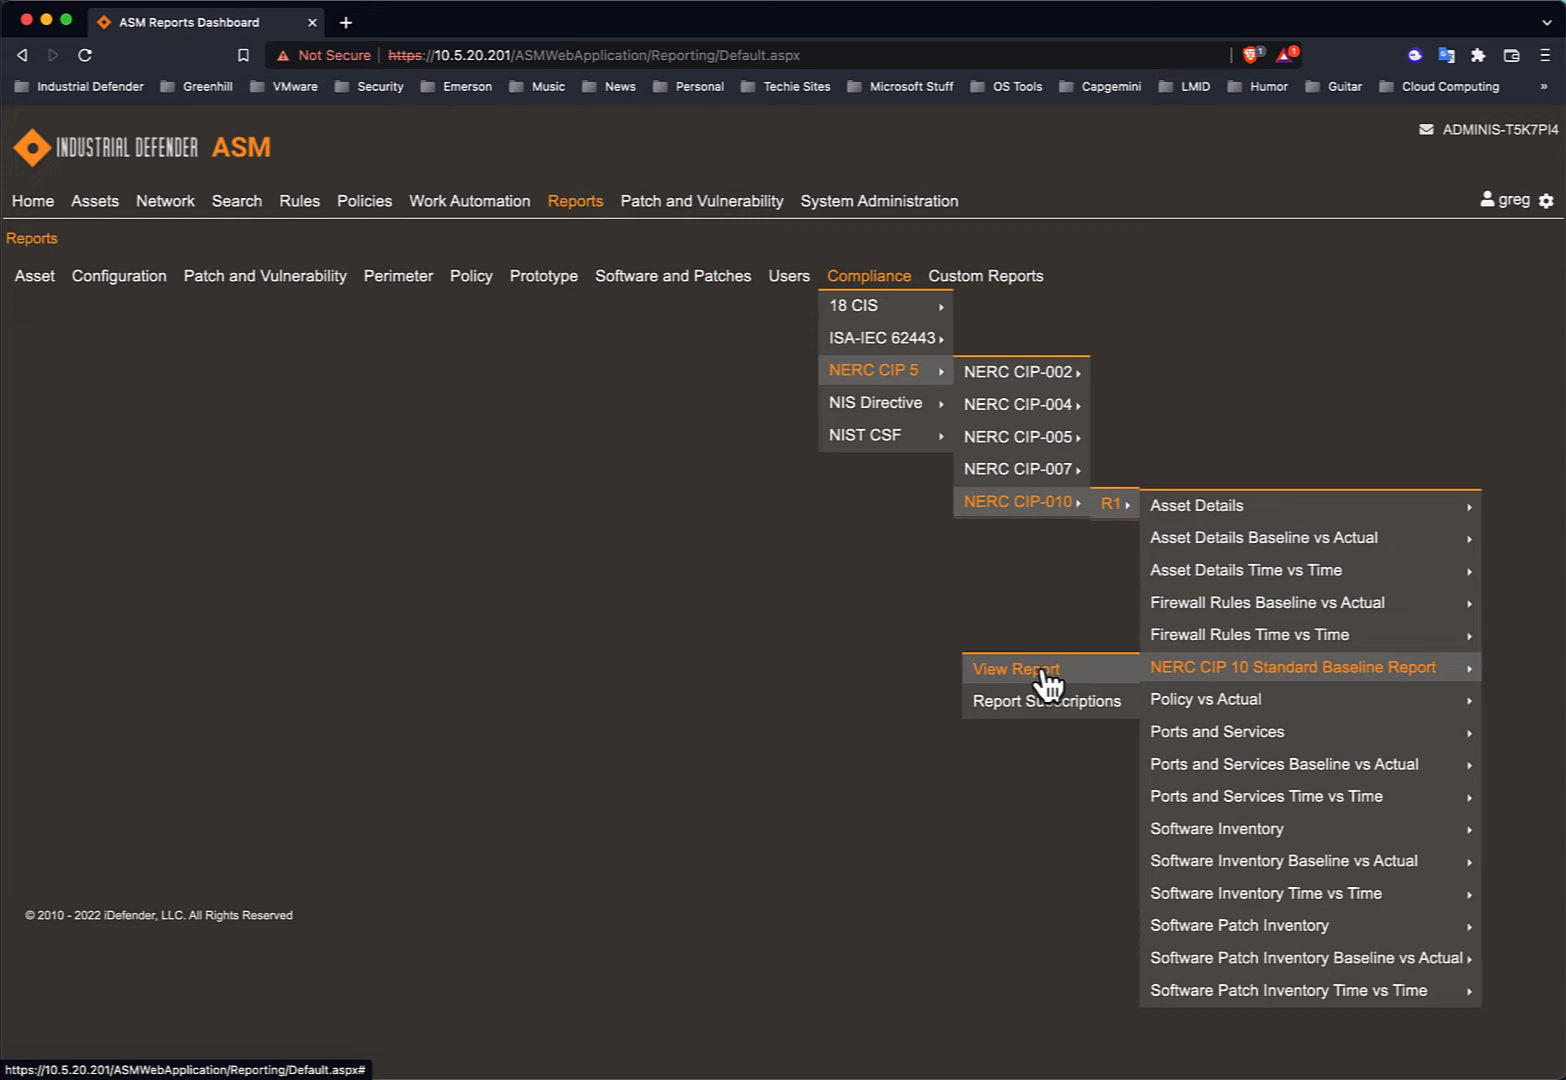 ASM Reports Dashboard
Not Secure https://10.5.20.201/ASMWebApplication/Reporting/Default.aspx 1 1
Industrial Defender Greenhill VMware Security Emerson Music News Personal Techie Sites Microsoft Stuff OS Tools Capgemini LMID Humor Guitar Cloud Computing »
ADMINIS-T5K7PI4
INDUSTRIAL DEFENDER ASM
Home Assets Network Search Rules Policies Work Automation Reports Patch and Vulnerability System Administration greg
Reports
Asset Configuration Patch and Vulnerability Perimeter Policy Prototype Software and Patches Users Compliance Custom Reports
18 CIS
ISA-IEC 62443
NERC CIP 5
NIS Directive
NIST CSF
NERC CIP-002
NERC CIP-004
NERC CIP-005
NERC CIP-007
NERC CIP-010
R1
Asset Details
Asset Details Baseline vs Actual
Asset Details Time vs Time
Firewall Rules Baseline vs Actual
Firewall Rules Time vs Time
NERC CIP 10 Standard Baseline Report
Policy vs Actual
Ports and Services
Ports and Services Baseline vs Actual
Ports and Services Time vs Time
Software Inventory
Software Inventory Baseline vs Actual
Software Inventory Time vs Time
Software Patch Inventory
Software Patch Inventory Baseline vs Actual
Software Patch Inventory Time vs Time
View Report
Report Subscriptions
© 2010 - 2022 iDefender, LLC. All Rights Reserved
https://10.5.20.201/ASMWebApplication/Reporting/Default.aspx#